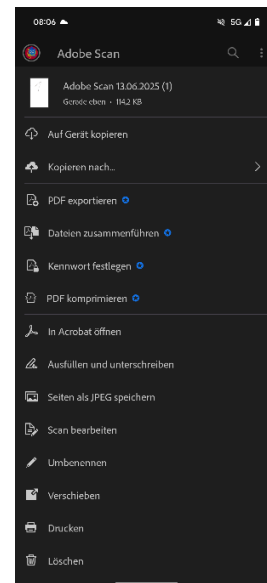 08:06
5G
Adobe Scan
Adobe Scan 13.06.2025 (1)
Gerade eben • 114,2 KB
Auf Gerät kopieren
Kopieren nach...
PDF exportieren
Dateien zusammenführen
Kennwort festlegen
PDF komprimieren
In Acrobat öffnen
Ausfüllen und unterschreiben
Seiten als JPEG speichern
Scan bearbeiten
Umbenennen
Verschieben
Drucken
Löschen